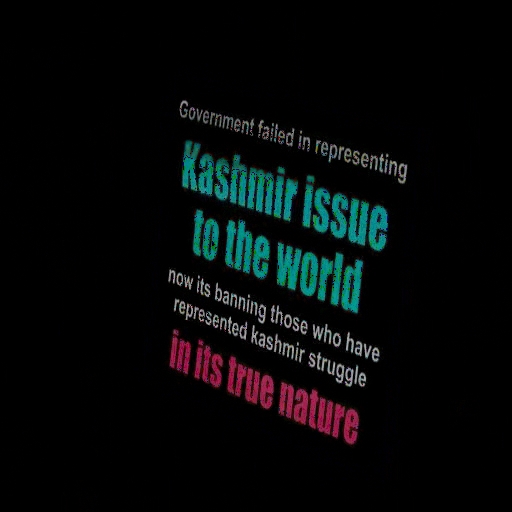 Government failed in representing
Kashmir issue
to the world
now its banning those who have
represented kashmir struggle
in its true nature